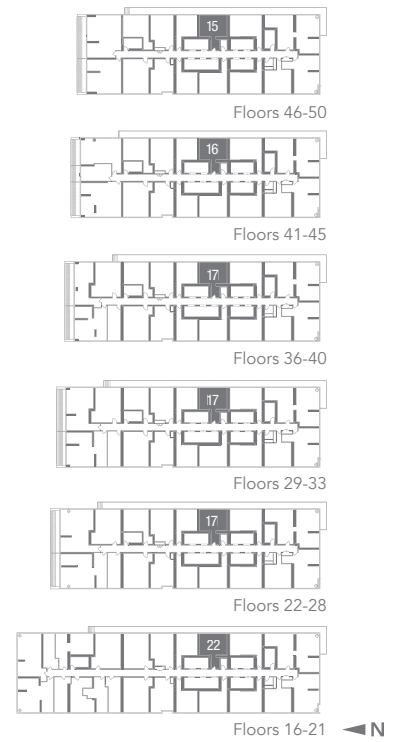 15
Floors 46-50
16
Floors 41-45
17
Floors 36-40
17
Floors 29-33
17
Floors 22-28
22
Floors 16-21 N